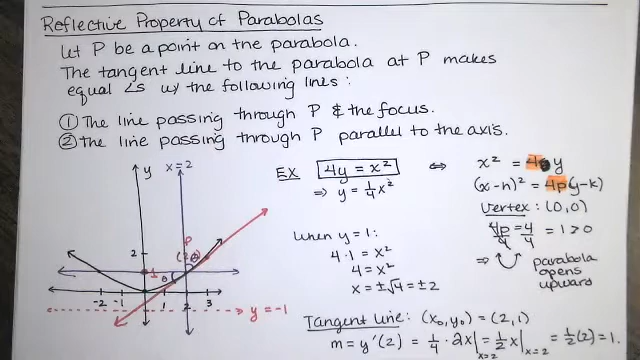 Reflective Property of Parabolas
Let P be a point on the parabola.
The tangent line to the parabola at P makes
equal ∠s w/ the following lines:
① The line passing through P & the focus.
② The line passing through P parallel to the axis.
x=2
y
P
2
1
θ
-2 -1 1 2 3
y = -1
EX 4y = x² ⇔ x² = 4 y
⇒ y = 1/4 x²
(x-h)² = 4p(y-k)
Vertex: (0,0)
4p/4 = 4/4 = 1 > 0
⇒ parabola
opens
upward
When y = 1:
4·1 = x²
4 = x²
x = ±√4 = ±2
Tangent Line: (x₀, y₀) = (2, 1)
m = y'(2) = 1/4 · 2x|x=2 = 1/2 x|x=2 = 1/2(2) = 1.